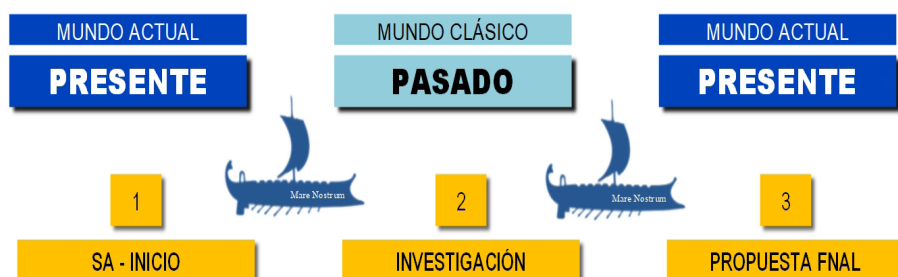 MUNDO ACTUAL
PRESENTE
MUNDO CLÁSICO
PASADO
MUNDO ACTUAL
PRESENTE
Mare Nostrum
Mare Nostrum
1
SA - INICIO
2
INVESTIGACIÓN
3
PROPUESTA FNAL